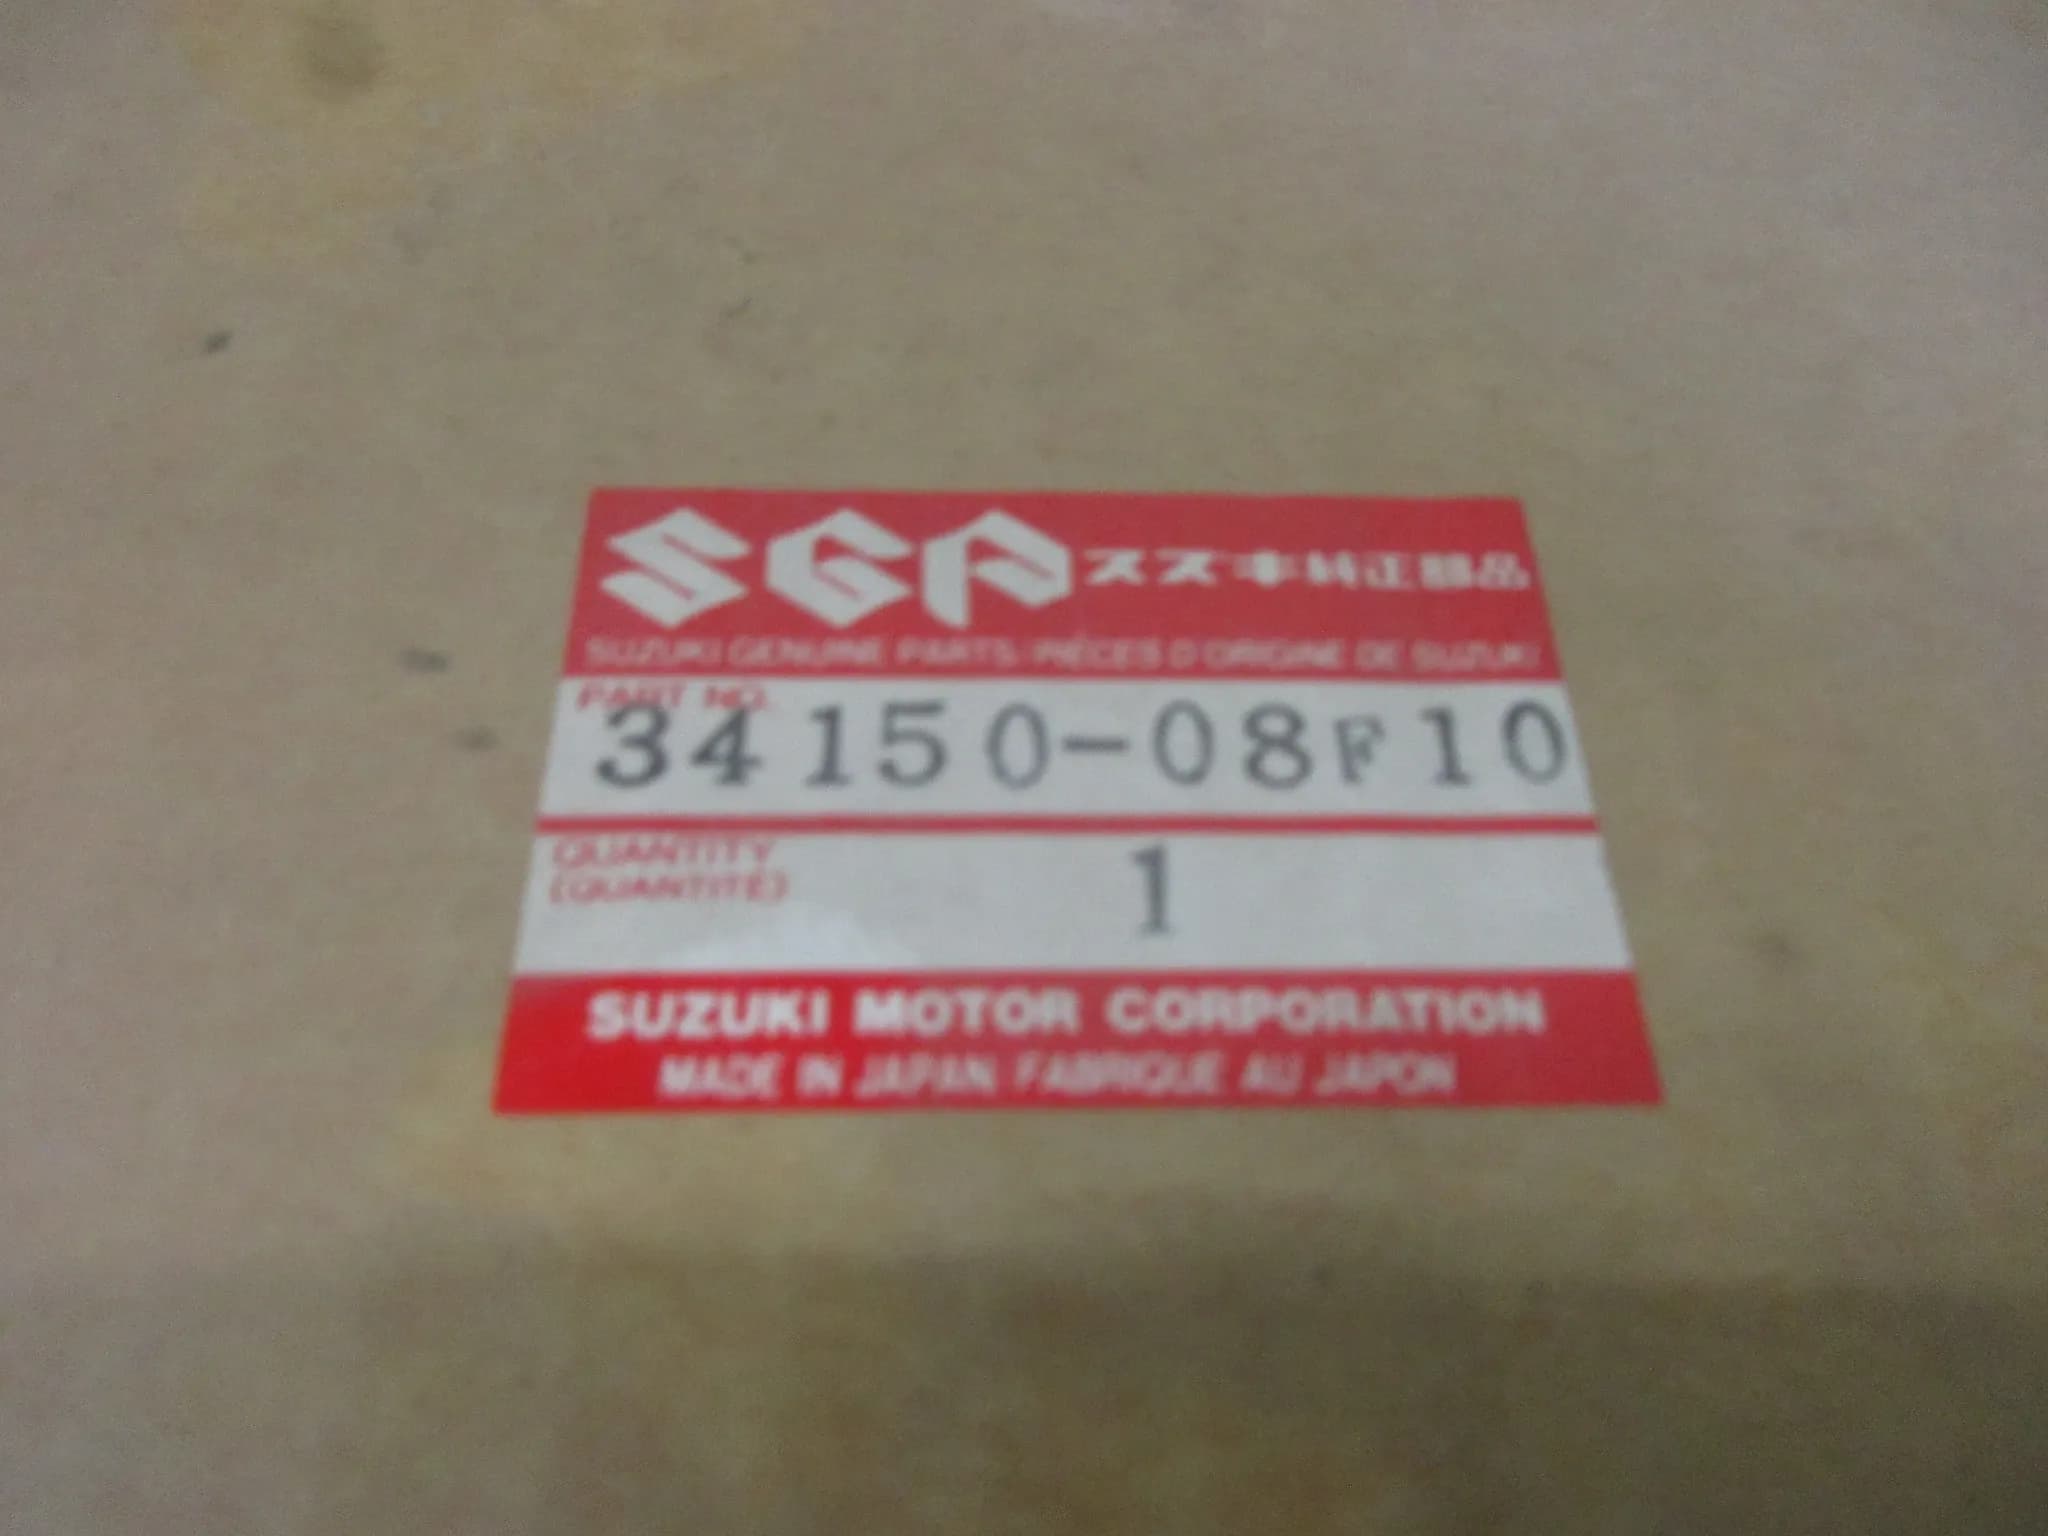 SGP スズキ純正部品
SUZUKI GENUINE PARTS/PIÈCES D'ORIGINE DE SUZUKI
PART NO.
34150-08F10
QUANTITY
(QUANTITÉ)
1
SUZUKI MOTOR CORPORATION
MADE IN JAPAN FABRIQUE AU JAPON